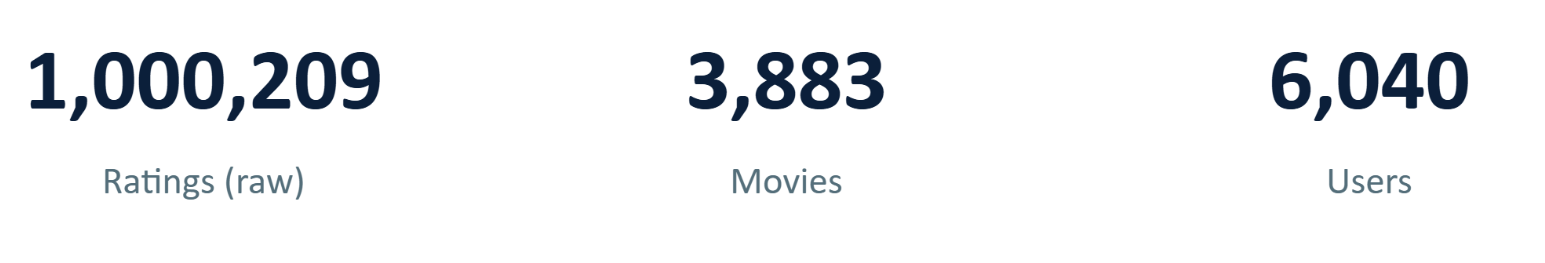 1,000,209 3,883 6,040
Ratings (raw) Movies Users